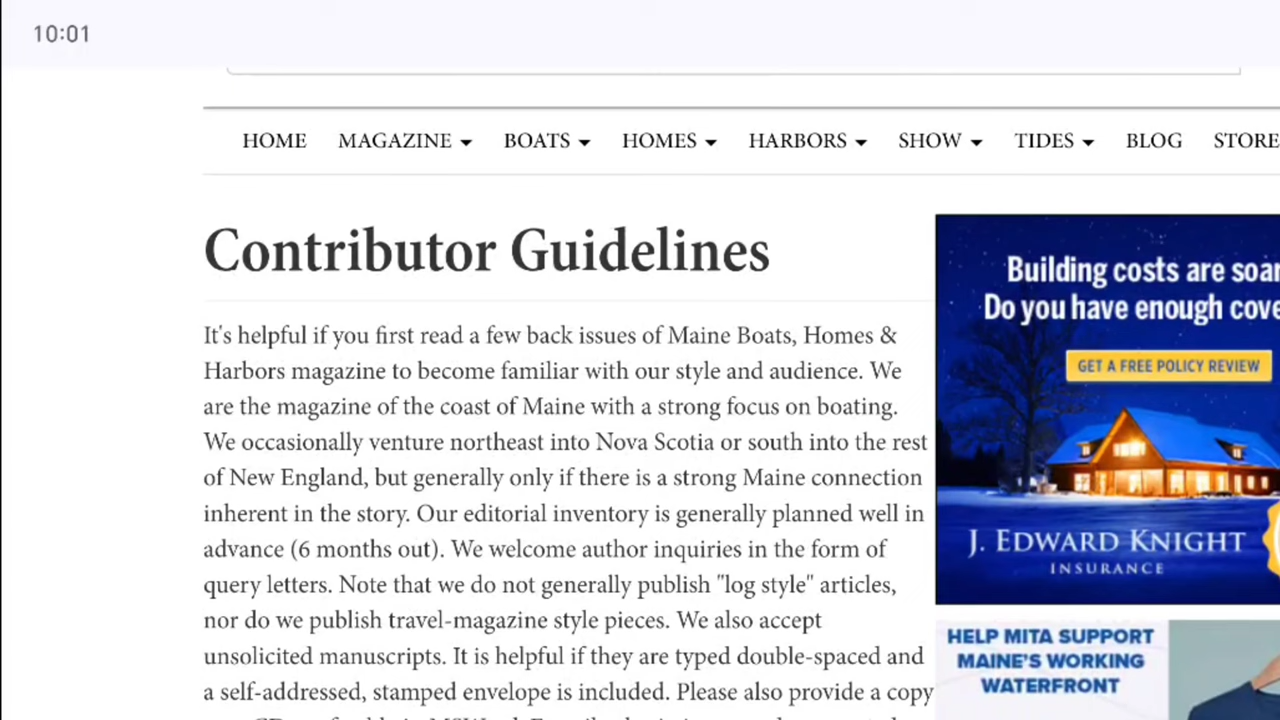 10:01
HOME MAGAZINE BOATS HOMES HARBORS SHOW TIDES BLOG STORE
Contributor Guidelines
It's helpful if you first read a few back issues of Maine Boats, Homes &
Harbors magazine to become familiar with our style and audience. We
are the magazine of the coast of Maine with a strong focus on boating.
We occasionally venture northeast into Nova Scotia or south into the rest
of New England, but generally only if there is a strong Maine connection
inherent in the story. Our editorial inventory is generally planned well in
advance (6 months out). We welcome author inquiries in the form of
query letters. Note that we do not generally publish "log style" articles,
nor do we publish travel-magazine style pieces. We also accept
unsolicited manuscripts. It is helpful if they are typed double-spaced and
a self-addressed, stamped envelope is included. Please also provide a copy
Building costs are soar
Do you have enough cove
GET A FREE POLICY REVIEW
J. EDWARD KNIGHT
INSURANCE
HELP MITA SUPPORT
MAINE'S WORKING
WATERFRONT